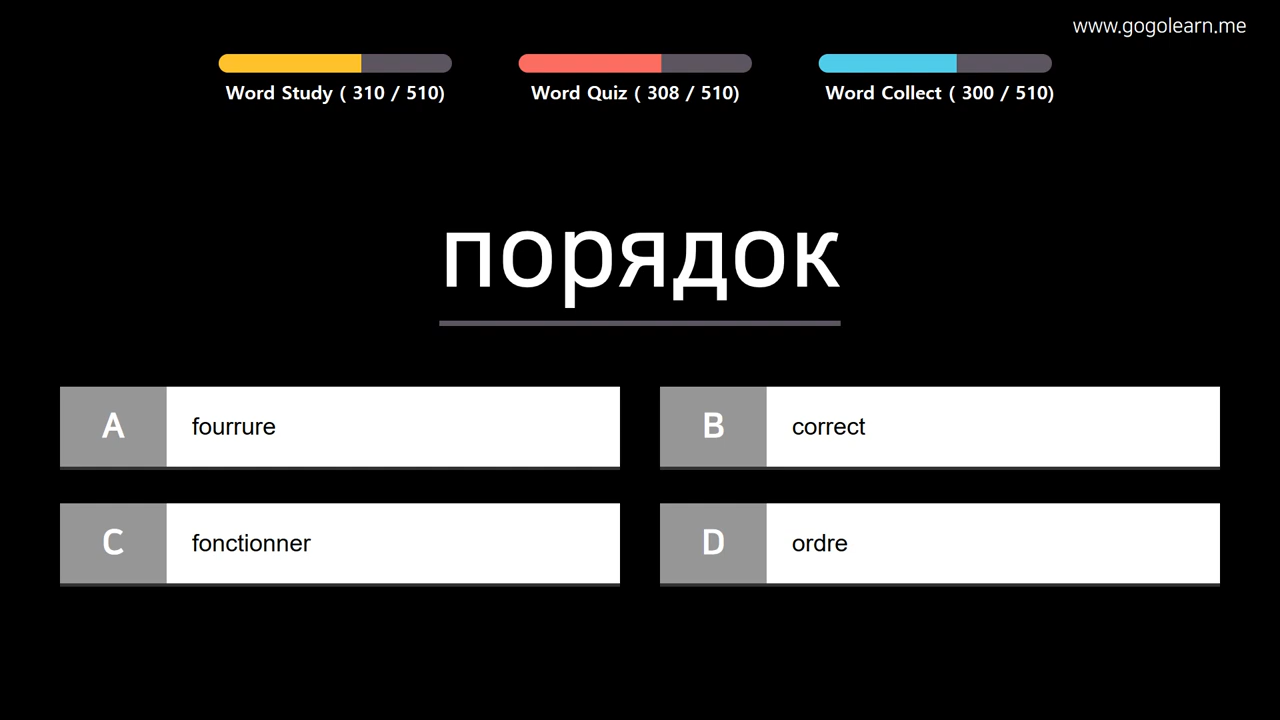 www.gogolearn.me
Word Study ( 310 / 510)
Word Quiz ( 308 / 510)
Word Collect ( 300 / 510)
порядок
A fourrure
B correct
C fonctionner
D ordre